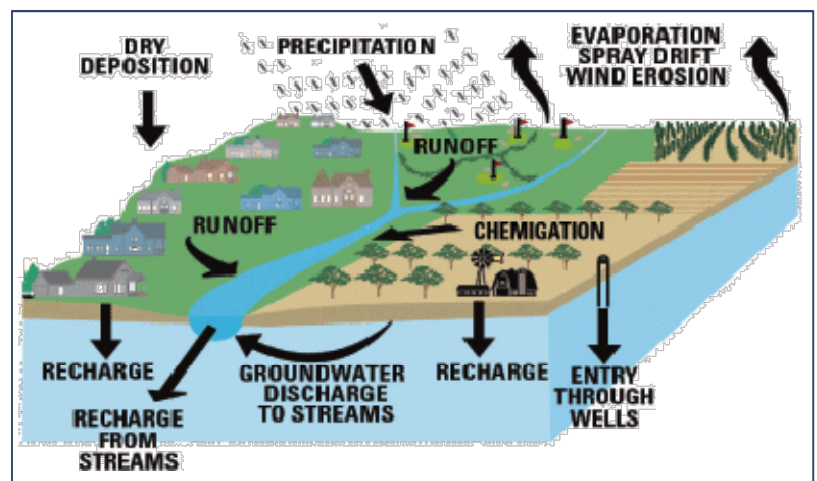 DRY
DEPOSITION
PRECIPITATION
EVAPORATION
SPRAY DRIFT
WIND EROSION
RUNOFF
RUNOFF
CHEMIGATION
RECHARGE
GROUNDWATER
DISCHARGE
TO STREAMS
RECHARGE
ENTRY
THROUGH
WELLS
RECHARGE
FROM
STREAMS